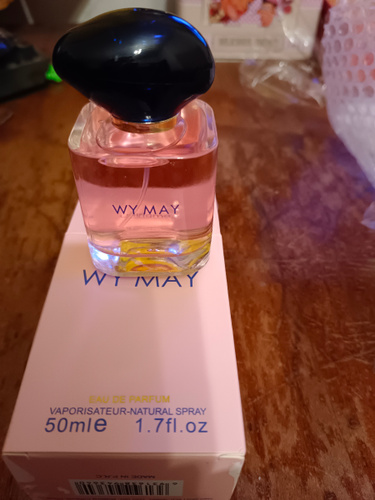 WY MAY
WY MAY
EAU DE PARFUM
VAPORISATEUR-NATURAL SPRAY
50mle 1.7fl.oz